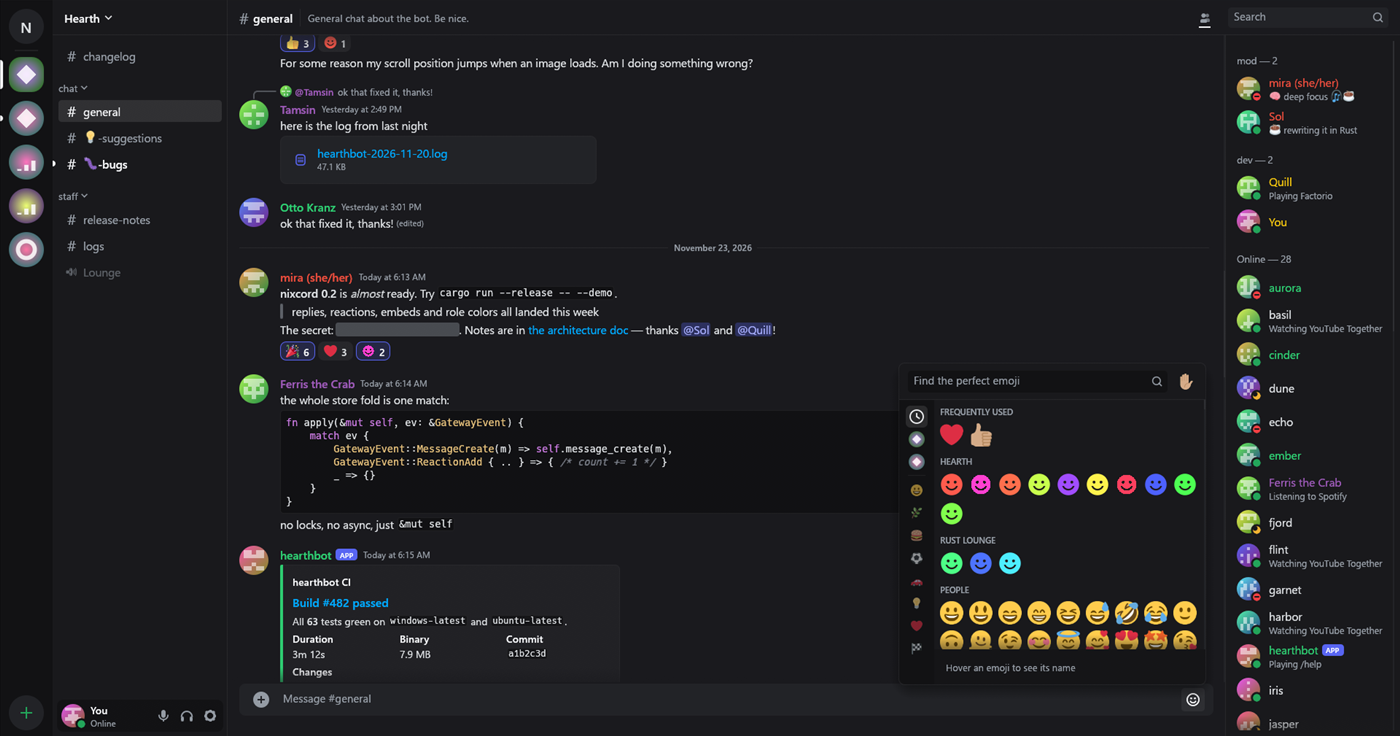 N
Hearth
# general
General chat about the bot. Be nice.
Search
# changelog
chat
# general
# 💡-suggestions
# 🐛-bugs
staff
# release-notes
# logs
Lounge
You
Online
👍 3 1
For some reason my scroll position jumps when an image loads. Am I doing something wrong?
@Tamsin ok that fixed it, thanks!
Tamsin Yesterday at 2:49 PM
here is the log from last night
hearthbot-2026-11-20.log
47.1 KB
Otto Kranz Yesterday at 3:01 PM
ok that fixed it, thanks! (edited)
November 23, 2026
mira (she/her) Today at 6:13 AM
nixcord 0.2 is almost ready. Try cargo run --release -- --demo.
replies, reactions, embeds and role colors all landed this week
The secret: . Notes are in the architecture doc — thanks @Sol and @Quill!
🎉 6 ❤️ 3 2
Ferris the Crab Today at 6:14 AM
the whole store fold is one match:
fn apply(&mut self, ev: &GatewayEvent) {
    match ev {
        GatewayEvent::MessageCreate(m) => self.message_create(m),
        GatewayEvent::ReactionAdd { .. } => { /* count += 1 */ }
        _ => {}
    }
}
no locks, no async, just &mut self
hearthbot APP Today at 6:15 AM
hearthbot CI
Build #482 passed
All 63 tests green on windows-latest and ubuntu-latest.
Duration Binary Commit
3m 12s 7.9 MB a1b2c3d
Changes
Message #general
Find the perfect emoji
FREQUENTLY USED
HEARTH
RUST LOUNGE
PEOPLE
Hover an emoji to see its name
mod — 2
mira (she/her)
🧠 deep focus 🎧☕
Sol
☕ rewriting it in Rust
dev — 2
Quill
Playing Factorio
You
Online — 28
aurora
basil
Watching YouTube Together
cinder
dune
echo
ember
Ferris the Crab
Listening to Spotify
fjord
flint
Watching YouTube Together
garnet
harbor
Watching YouTube Together
hearthbot APP
Playing /help
iris
jasper